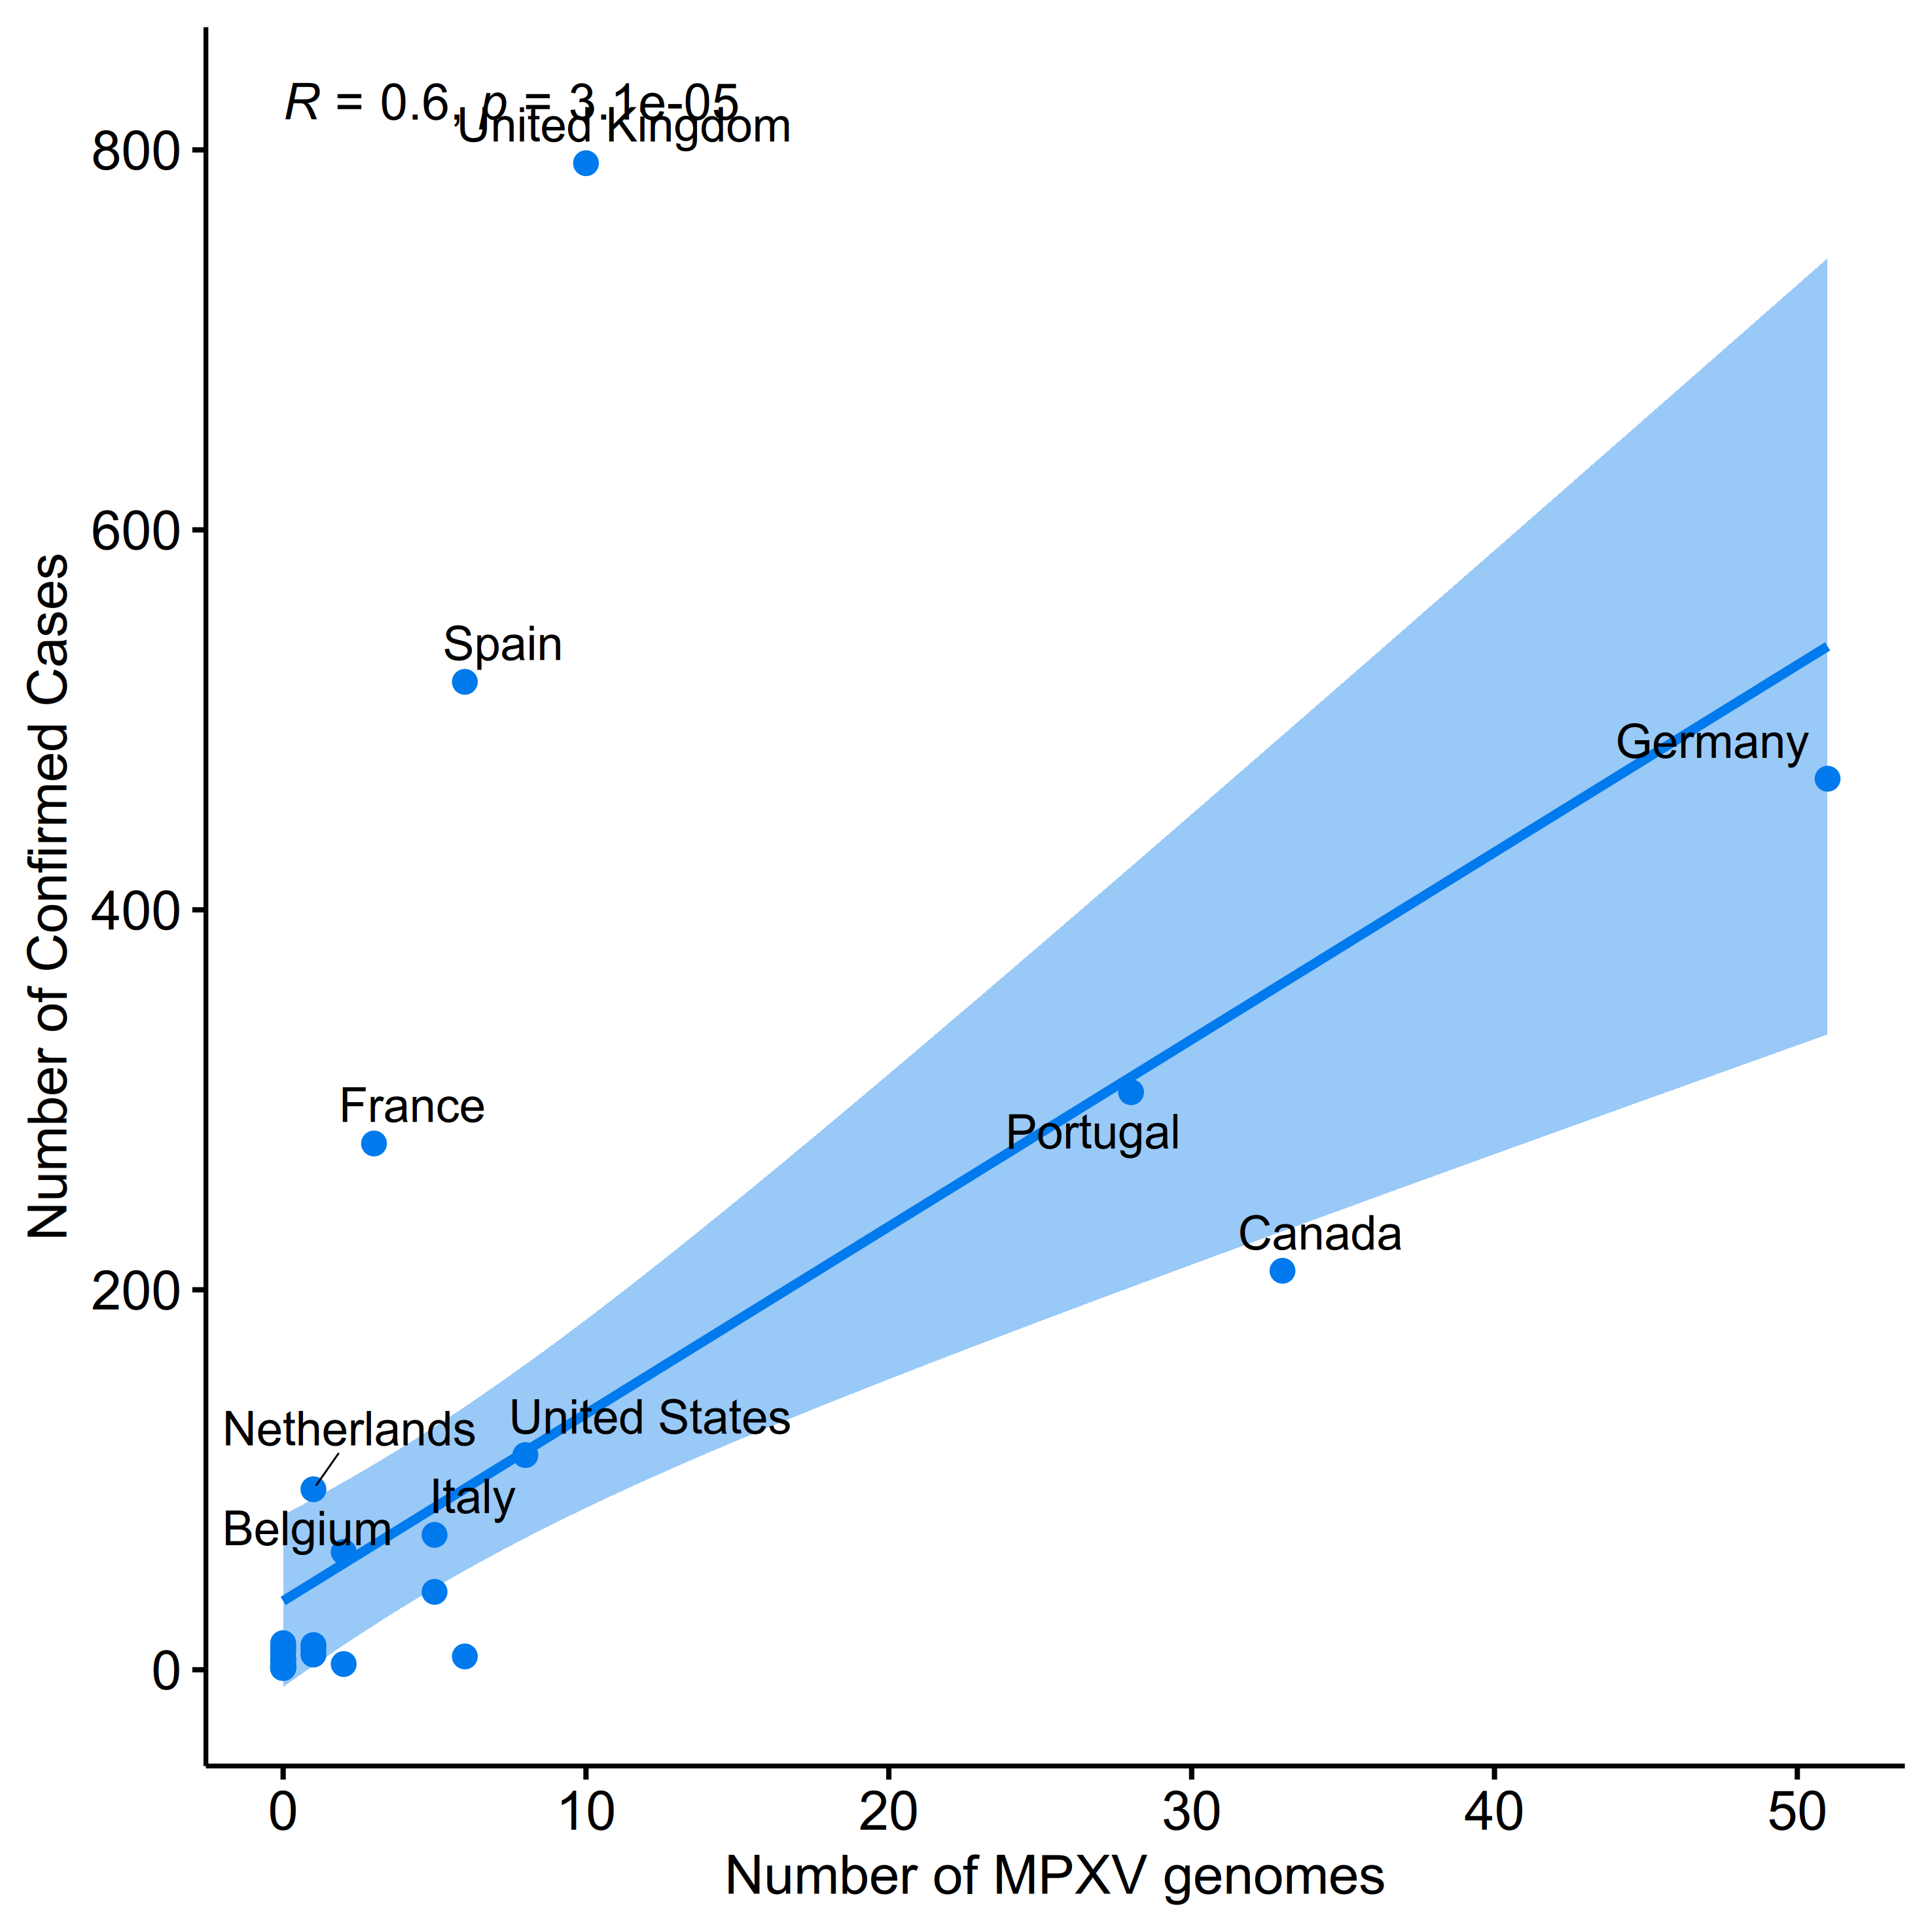 R = 0.6, p = 3.1e-05
United Kingdom
800
600
Spain
Germany
Number of Confirmed Cases
400
France
Portugal
Canada
200
United States
Netherlands
Italy
Belgium
0
0 10 20 30 40 50
Number of MPXV genomes